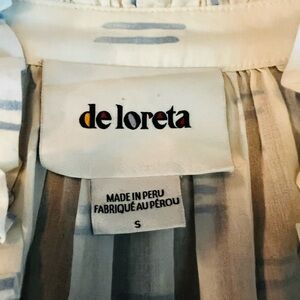 de loreta
MADE IN PERU
FABRIQUÉ AU PÉROU
S